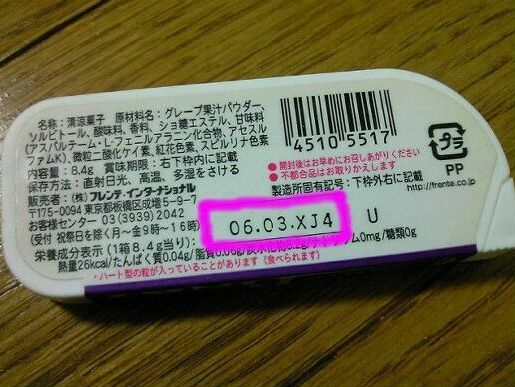 名称：清涼菓子　原材料名：グレープ果汁パウダー、
ソルビトール、酸味料、香料、ショ糖エステル、甘味料
(アスパルテーム・L-フェニルアラニン化合物、アセスル
ファムK)、微粒二酸化ケイ素、紅花色素、スピルリナ色素
内容量：8.4g　賞味期限：右下枠内に記載
保存方法：直射日光、高温、多湿をさける
販売者：(株)フレンテ・インターナショナル
〒175-0094 東京都板橋区成増5-9-7
お客様センター 03(3939)2042
(受付 祝祭日を除く月〜金9時〜16時)
栄養成分表示(1箱8.4g当り)：
熱量26kcal/たんぱく質0.04g/脂質0.06g/炭水化物8.2g/ナトリウム0mg/糖類0g
・ハート型の粒が入っていることがあります(食べられます)
4510 5517
●開封後はお早めにお召しあがりください
●不都合品はお取りかえします
製造所固有記号：下枠外右に記載
プラ
PP
http://frente.co.jp
06.03.XJ4
U